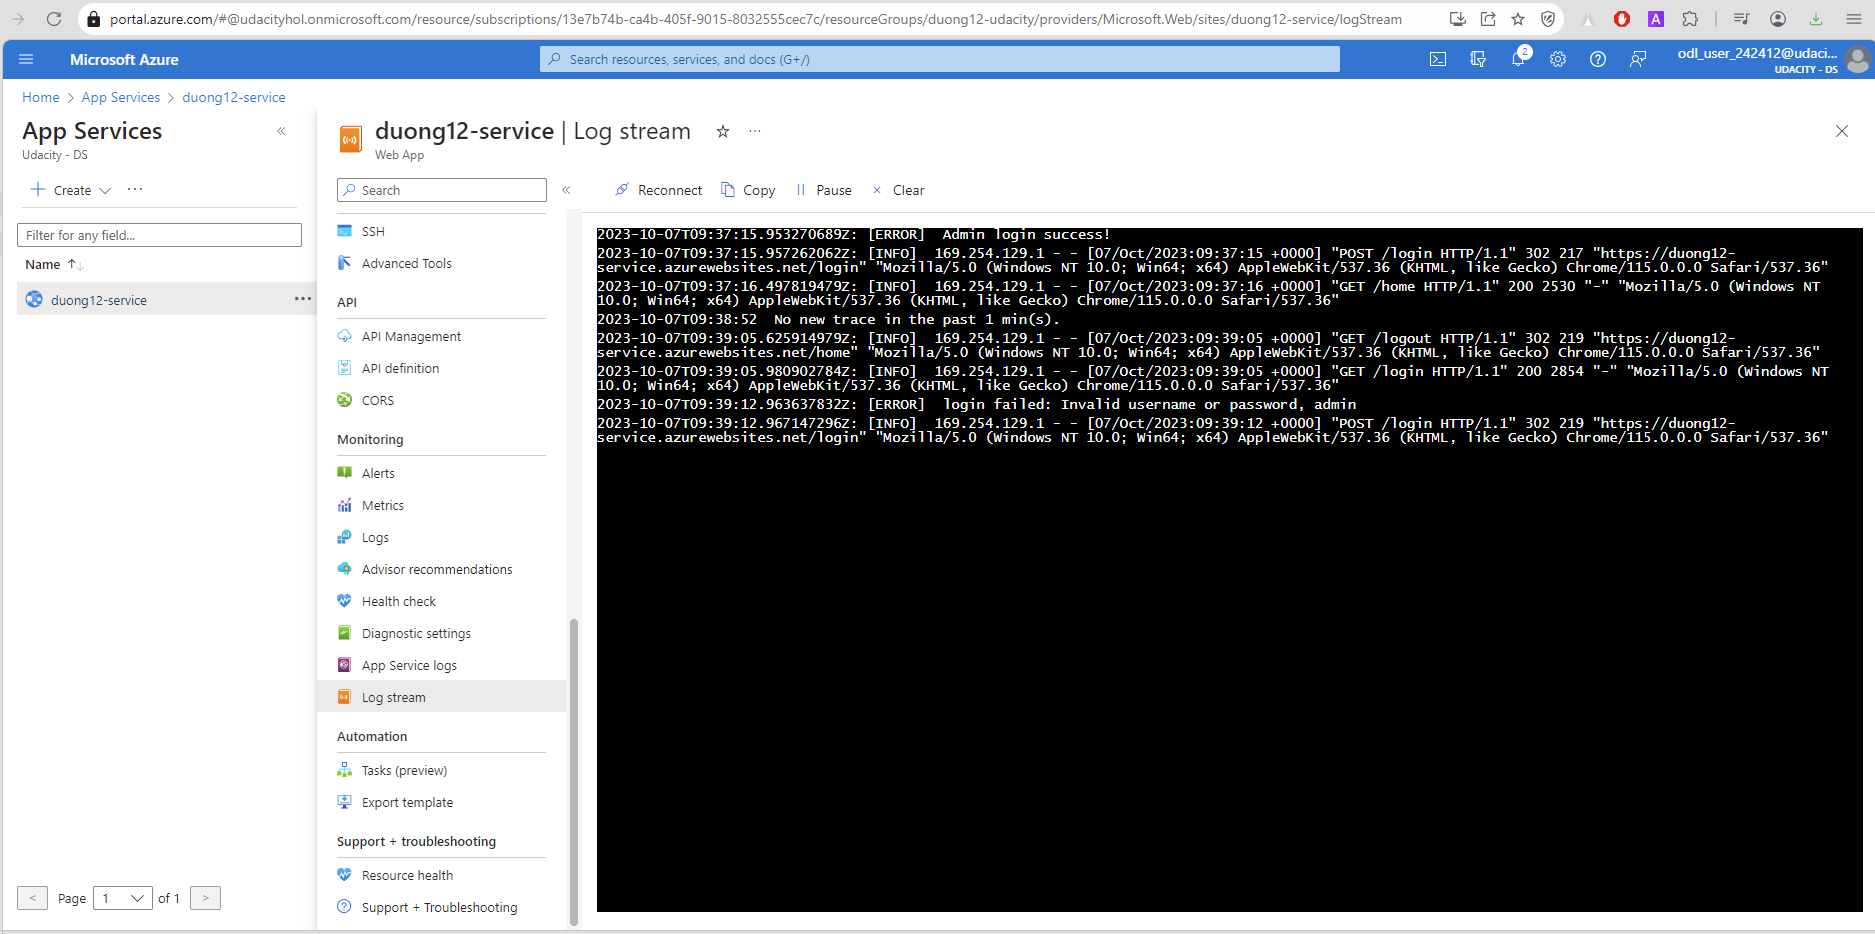 portal.azure.com/#@udacityhol.onmicrosoft.com/resource/subscriptions/13e7b74b-ca4b-405f-9015-8032555cec7c/resourceGroups/duong12-udacity/providers/Microsoft.Web/sites/duong12-service/logStream
A
Microsoft Azure
Search resources, services, and docs (G+/)
2
odl_user_242412@udaci...
UDACITY - DS
Home > App Services > duong12-service
App Services
Udacity - DS
Create
Filter for any field...
Name
duong12-service
< Page 1 of 1 >
duong12-service | Log stream
Web App
Search
SSH
Advanced Tools
API
API Management
API definition
CORS
Monitoring
Alerts
Metrics
Logs
Advisor recommendations
Health check
Diagnostic settings
App Service logs
Log stream
Automation
Tasks (preview)
Export template
Support + troubleshooting
Resource health
Support + Troubleshooting
Reconnect Copy Pause Clear
2023-10-07T09:37:15.953270689Z: [ERROR]  Admin login success!
2023-10-07T09:37:15.957262062Z: [INFO]  169.254.129.1 - - [07/Oct/2023:09:37:15 +0000] "POST /login HTTP/1.1" 302 217 "https://duong12-
service.azurewebsites.net/login" "Mozilla/5.0 (Windows NT 10.0; Win64; x64) AppleWebKit/537.36 (KHTML, like Gecko) Chrome/115.0.0.0 Safari/537.36"
2023-10-07T09:37:16.497819479Z: [INFO]  169.254.129.1 - - [07/Oct/2023:09:37:16 +0000] "GET /home HTTP/1.1" 200 2530 "-" "Mozilla/5.0 (Windows NT
10.0; Win64; x64) AppleWebKit/537.36 (KHTML, like Gecko) Chrome/115.0.0.0 Safari/537.36"
2023-10-07T09:38:52  No new trace in the past 1 min(s).
2023-10-07T09:39:05.625914979Z: [INFO]  169.254.129.1 - - [07/Oct/2023:09:39:05 +0000] "GET /logout HTTP/1.1" 302 219 "https://duong12-
service.azurewebsites.net/home" "Mozilla/5.0 (Windows NT 10.0; Win64; x64) AppleWebKit/537.36 (KHTML, like Gecko) Chrome/115.0.0.0 Safari/537.36"
2023-10-07T09:39:05.980902784Z: [INFO]  169.254.129.1 - - [07/Oct/2023:09:39:05 +0000] "GET /login HTTP/1.1" 200 2854 "-" "Mozilla/5.0 (Windows NT
10.0; Win64; x64) AppleWebKit/537.36 (KHTML, like Gecko) Chrome/115.0.0.0 Safari/537.36"
2023-10-07T09:39:12.963637832Z: [ERROR]  login failed: Invalid username or password, admin
2023-10-07T09:39:12.967147296Z: [INFO]  169.254.129.1 - - [07/Oct/2023:09:39:12 +0000] "POST /login HTTP/1.1" 302 219 "https://duong12-
service.azurewebsites.net/login" "Mozilla/5.0 (Windows NT 10.0; Win64; x64) AppleWebKit/537.36 (KHTML, like Gecko) Chrome/115.0.0.0 Safari/537.36"